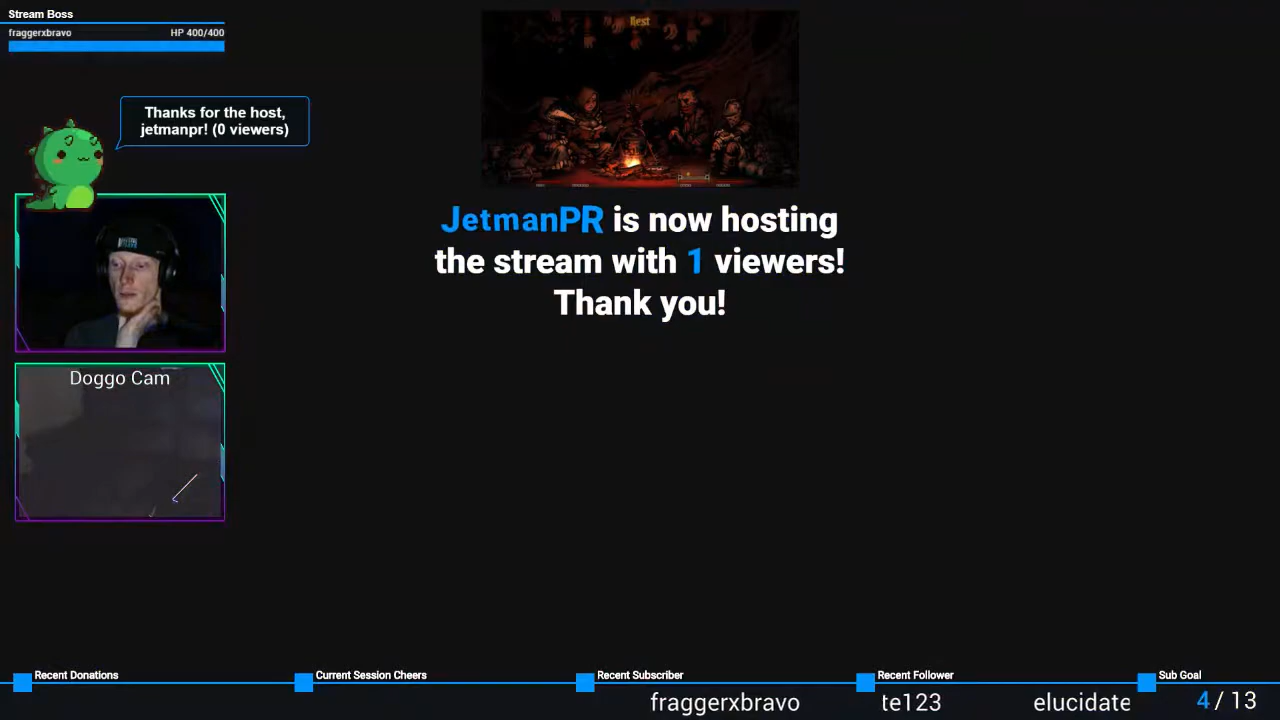 Stream Boss
fraggerxbravo HP 400/400
Thanks for the host,
jetmanpr! (0 viewers)
Rest
JetmanPR is now hosting
the stream with 1 viewers!
Thank you!
Doggo Cam
Recent Donations
Current Session Cheers
Recent Subscriber
fraggerxbravo
Recent Follower
te123 elucidate
Sub Goal
4 / 13